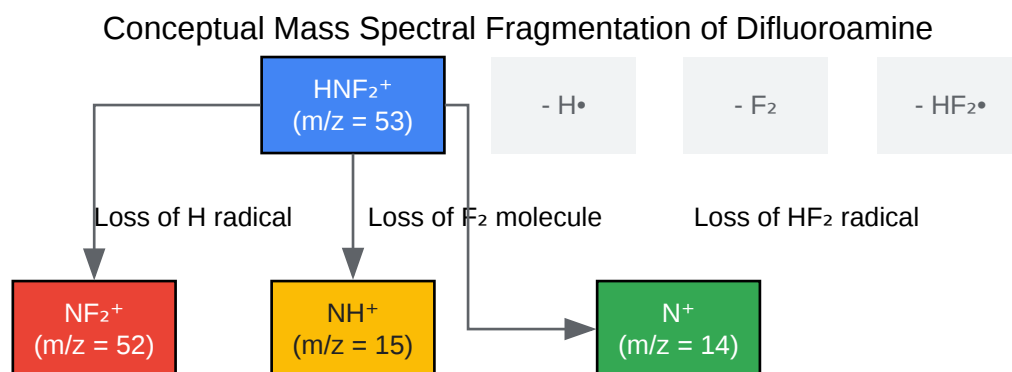 Conceptual Mass Spectral Fragmentation of Difluoroamine
HNF₂⁺
(m/z = 53)
- H•
- F₂
- HF₂•
Loss of H radical
Loss of F₂ molecule
Loss of HF₂ radical
NF₂⁺
(m/z = 52)
NH⁺
(m/z = 15)
N⁺
(m/z = 14)